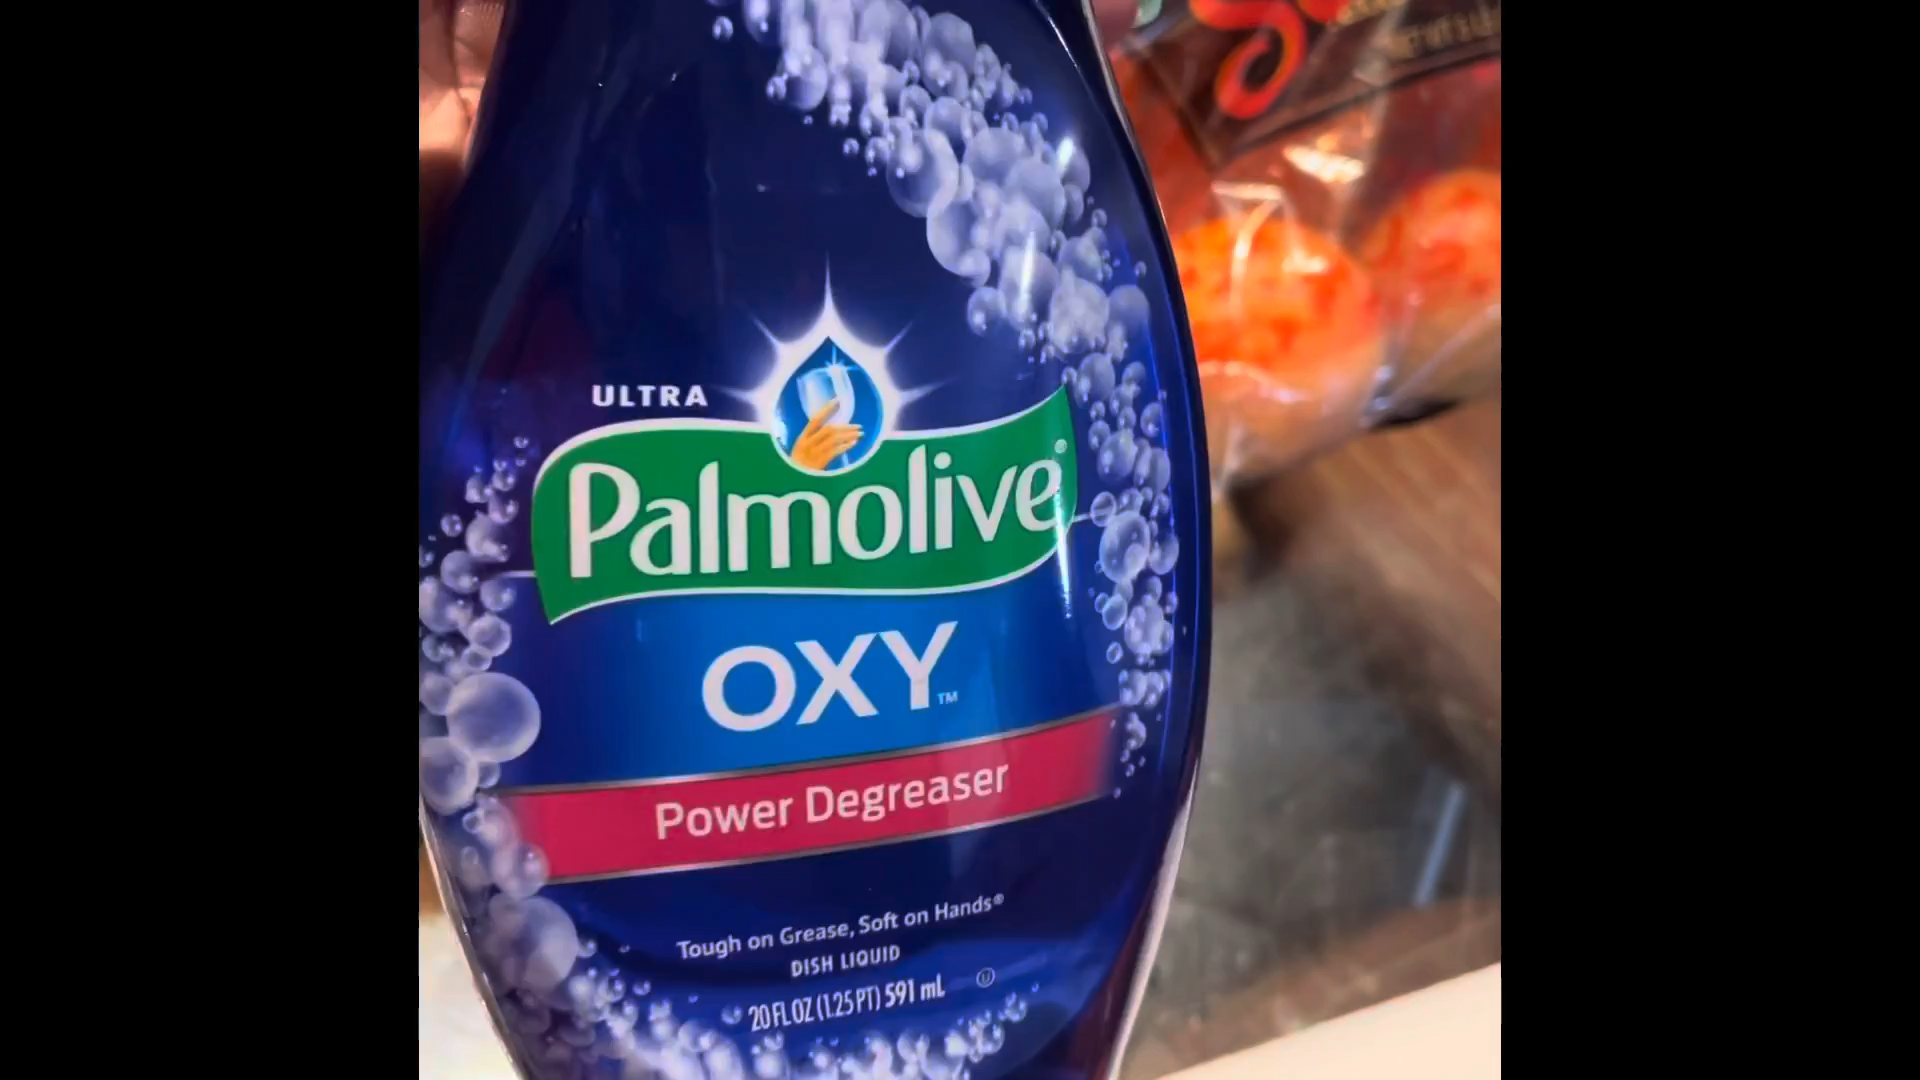 ULTRA
Palmolive®
OXY™
Power Degreaser
Tough on Grease, Soft on Hands®
DISH LIQUID
20 FL OZ (1.25 PT) 591 mL
U